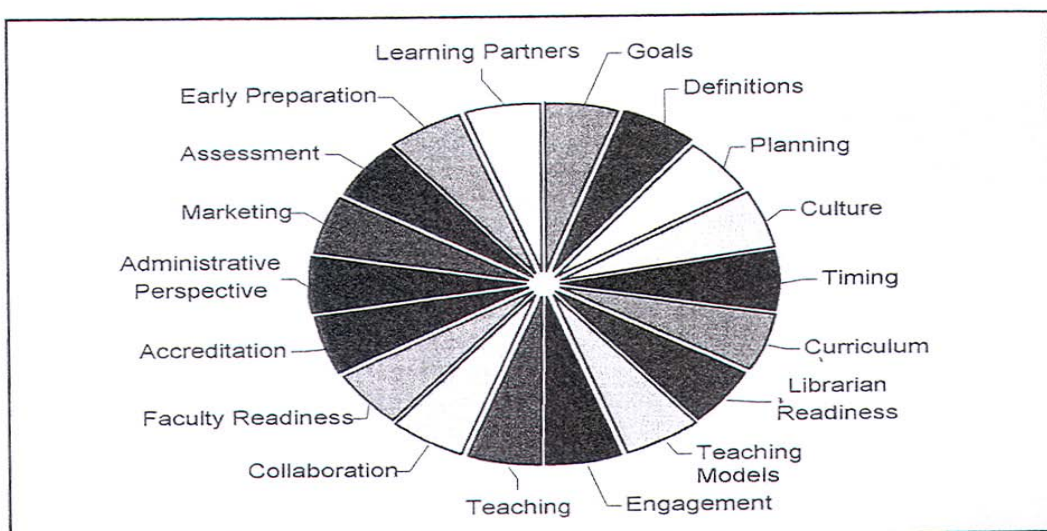 Learning Partners
Goals
Definitions
Planning
Culture
Timing
Curriculum
Librarian
Readiness
Teaching
Models
Engagement
Teaching
Collaboration
Faculty Readiness
Accreditation
Administrative
Perspective
Marketing
Assessment
Early Preparation